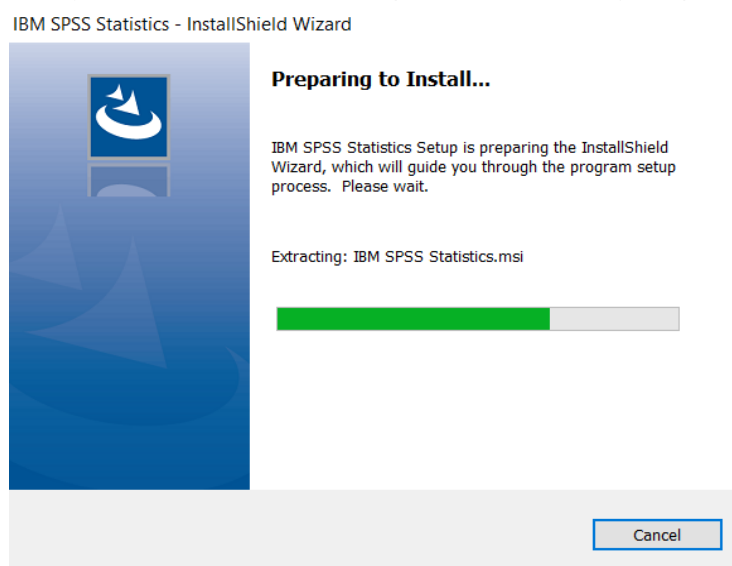 IBM SPSS Statistics - InstallShield Wizard
Preparing to Install...
IBM SPSS Statistics Setup is preparing the InstallShield
Wizard, which will guide you through the program setup
process.  Please wait.
Extracting: IBM SPSS Statistics.msi
Cancel